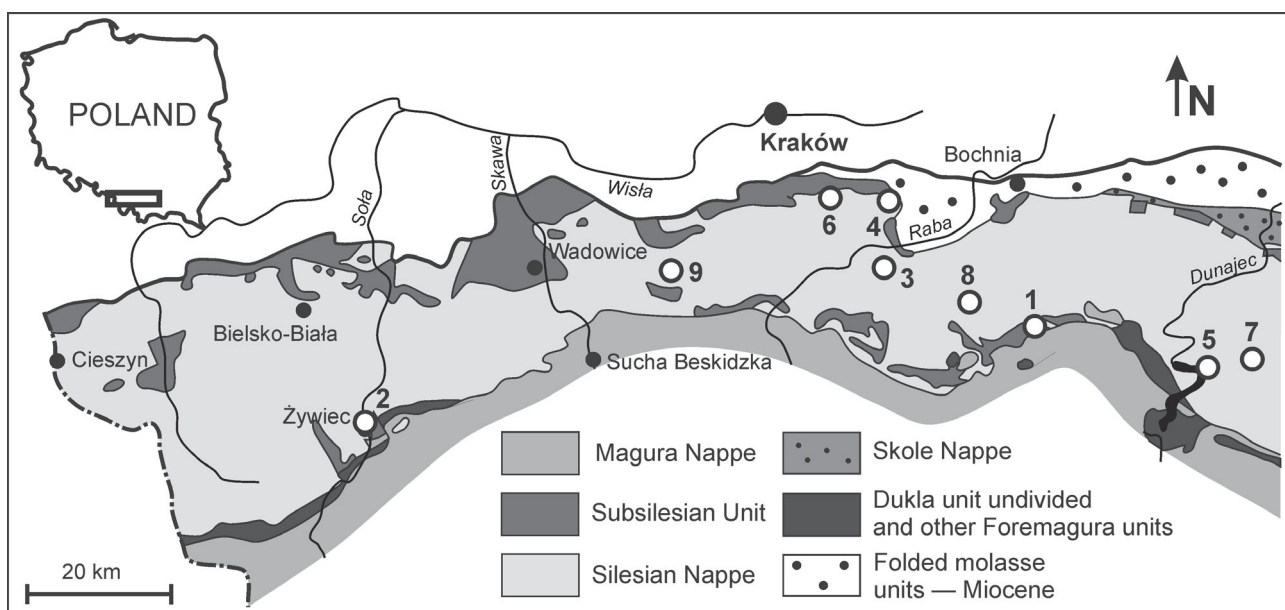 POLAND
N
Kraków
Bochnia
Soła
Skawa
Wisła
Raba
Dunajec
6
4
3
9
8
1
5
7
2
Wadowice
Bielsko-Biała
Cieszyn
Sucha Beskidzka
Żywiec
Magura Nappe
Subsilesian Unit
Silesian Nappe
Skole Nappe
Dukla unit undivided
and other Foremagura units
Folded molasse
units — Miocene
20 km